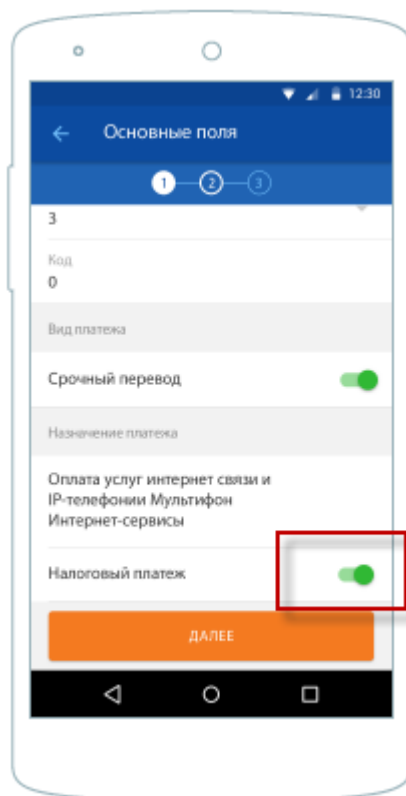 12:30
Основные поля
1 2 3
3
Код
0
Вид платежа
Срочный перевод
Назначение платежа
Оплата услуг интернет связи и
IP-телефонии Мультифон
Интернет-сервисы
Налоговый платеж
ДАЛЕЕ